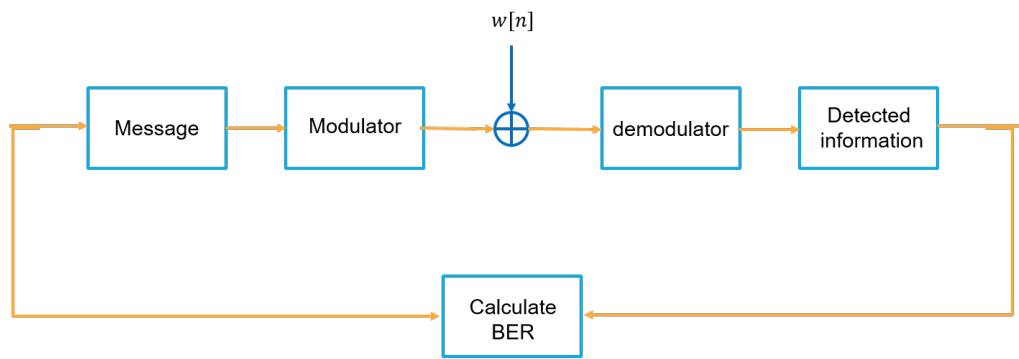 w[n]
Message
Modulator
demodulator
Detected
information
Calculate
BER